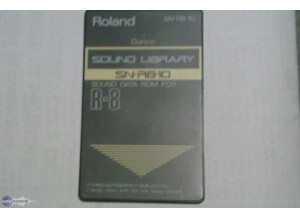 Roland SN-R8-10
Dance
SOUND LIBRARY
SN-R8-10
SOUND DATA ROM FOR
R-8